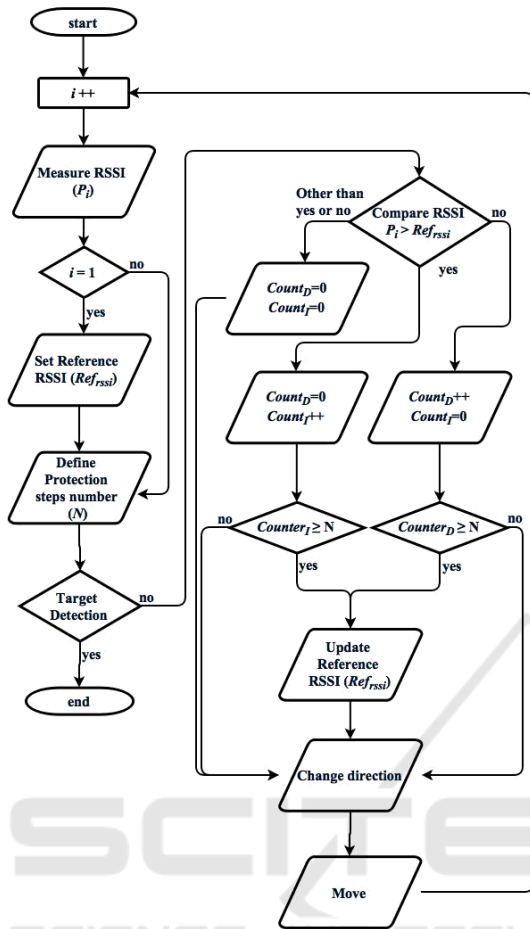 start
i ++
Measure RSSI
(Pi)
i = 1
no
yes
Set Reference
RSSI (Refrssi)
Define
Protection
steps number
(N)
Target
Detection
no
yes
end
Compare RSSI
Pi > Refrssi
Other than
yes or no
no
yes
CountD=0
CountI=0
CountD=0
CountI++
CountD++
CountI=0
no
CounterI ≥ N
CounterD ≥ N
no
yes
yes
Update
Reference
RSSI (Refrssi)
Change direction
Move
SCITE